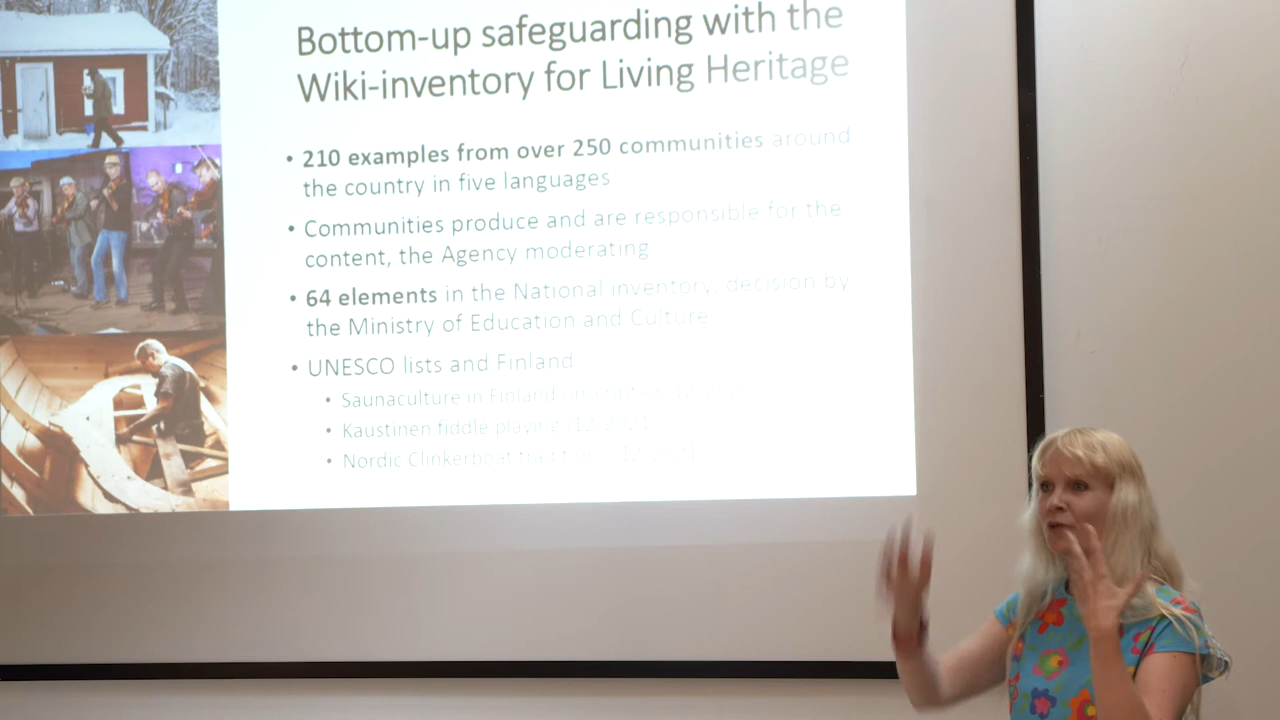 Bottom-up safeguarding with the
Wiki-inventory for Living Heritage
• 210 examples from over 250 communities around
the country in five languages
• Communities produce and are responsible for the
content, the Agency moderating
• 64 elements in the National inventory, decision by
the Ministry of Education and Culture
• UNESCO lists and Finland
• Saunaculture in Finland
• Kaustinen fiddle playing (12/2021)
• Nordic Clinkerboat